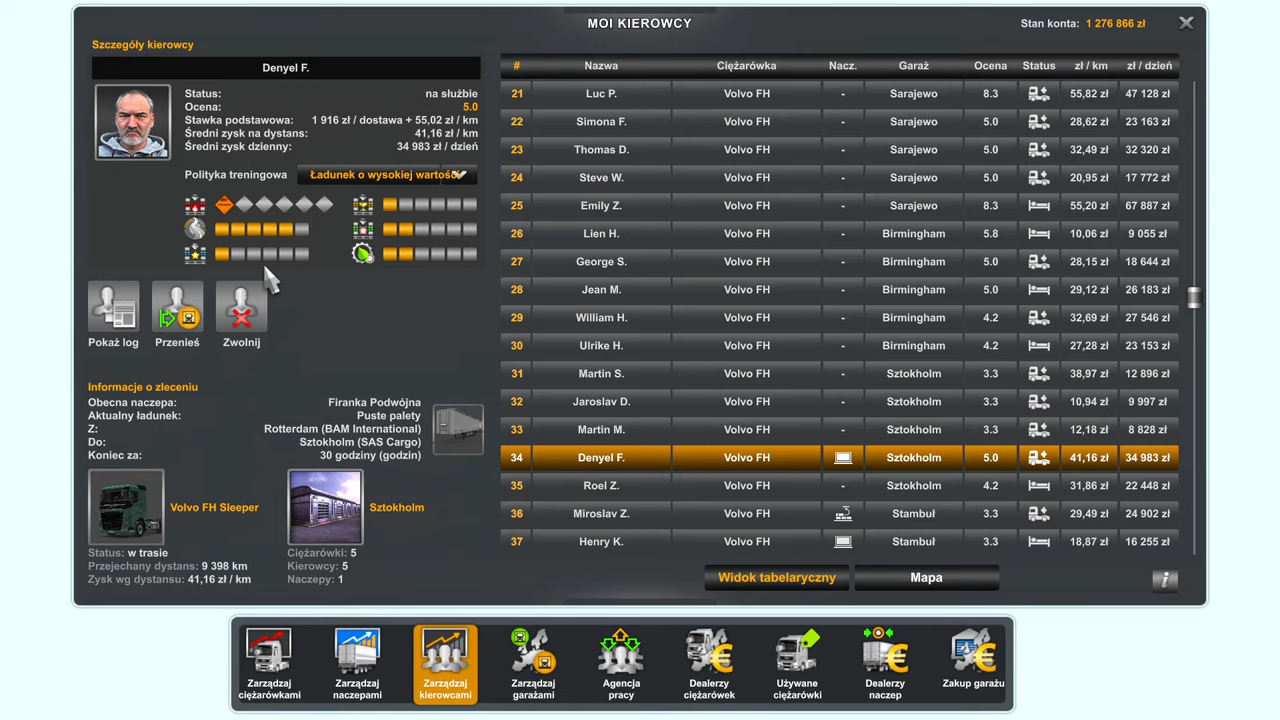 MOI KIEROWCY
Stan konta: 1 276 866 zł
Szczegóły kierowcy
Denyel F.
Status: na służbie
Ocena: 5.0
Stawka podstawowa: 1 916 zł / dostawa + 55,02 zł / km
Średni zysk na dystans: 41,16 zł / km
Średni zysk dzienny: 34 983 zł / dzień
Polityka treningowa Ładunek o wysokiej wartości
Pokaż log
Przenieś
Zwolnij
Informacje o zleceniu
Obecna naczepa: Firanka Podwójna
Aktualny ładunek: Puste palety
Z: Rotterdam (BAM International)
Do: Sztokholm (SAS Cargo)
Koniec za: 30 godziny (godzin)
Volvo FH Sleeper
Status: w trasie
Przejechany dystans: 9 398 km
Zysk wg dystansu: 41,16 zł / km
Sztokholm
Ciężarówki: 5
Kierowcy: 5
Naczepy: 1
# Nazwa Ciężarówka Nacz. Garaż Ocena Status zł / km zł / dzień
21 Luc P. Volvo FH - Sarajewo 8.3 55,82 zł 47 128 zł
22 Simona F. Volvo FH - Sarajewo 5.0 28,62 zł 23 163 zł
23 Thomas D. Volvo FH - Sarajewo 5.0 32,49 zł 32 320 zł
24 Steve W. Volvo FH - Sarajewo 5.0 20,95 zł 17 772 zł
25 Emily Z. Volvo FH - Sarajewo 8.3 55,20 zł 67 887 zł
26 Lien H. Volvo FH - Birmingham 5.8 10,06 zł 9 055 zł
27 George S. Volvo FH - Birmingham 5.0 28,15 zł 18 644 zł
28 Jean M. Volvo FH - Birmingham 5.0 29,12 zł 26 183 zł
29 William H. Volvo FH - Birmingham 4.2 32,69 zł 27 546 zł
30 Ulrike H. Volvo FH - Birmingham 4.2 27,28 zł 23 153 zł
31 Martin S. Volvo FH - Sztokholm 3.3 38,97 zł 12 896 zł
32 Jaroslav D. Volvo FH - Sztokholm 3.3 10,94 zł 9 997 zł
33 Martin M. Volvo FH - Sztokholm 3.3 12,18 zł 8 828 zł
34 Denyel F. Volvo FH Sztokholm 5.0 41,16 zł 34 983 zł
35 Roel Z. Volvo FH - Sztokholm 4.2 31,86 zł 22 448 zł
36 Miroslav Z. Volvo FH Stambuł 3.3 29,49 zł 24 902 zł
37 Henry K. Volvo FH Stambuł 3.3 18,87 zł 16 255 zł
Widok tabelaryczny
Mapa
i
Zarządzaj ciężarówkami
Zarządzaj naczepami
Zarządzaj kierowcami
Zarządzaj garażami
Agencja pracy
Dealerzy ciężarówek
Używane ciężarówki
Dealerzy naczep
Zakup garażu